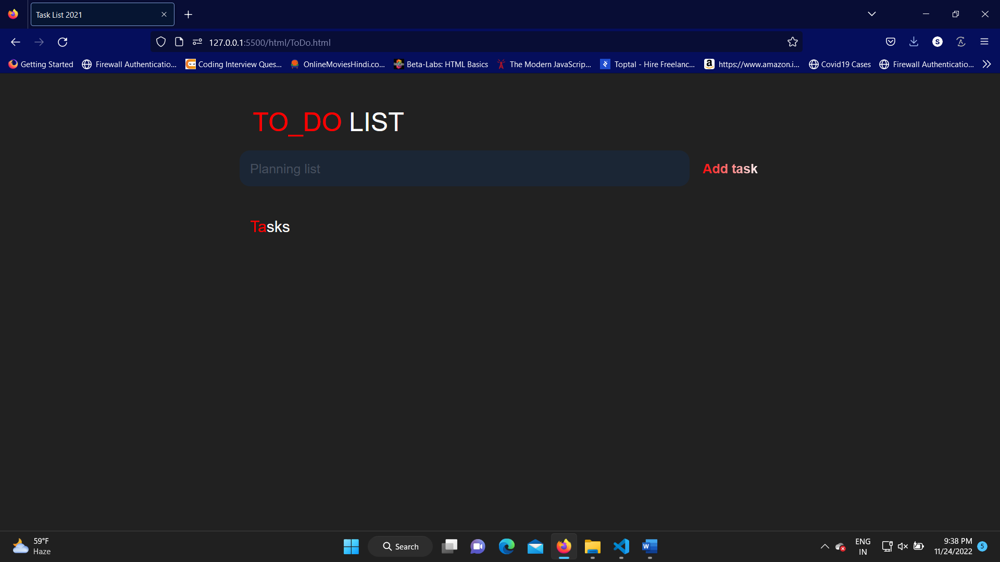 Task List 2021
127.0.0.1:5500/html/ToDo.html
S
A
Getting Started
Firewall Authenticatio...
Coding Interview Ques...
OnlineMoviesHindi.co...
Beta-Labs: HTML Basics
The Modern JavaScrip...
Toptal - Hire Freelanc...
a
https://www.amazon.i...
Covid19 Cases
Firewall Authenticatio...
TO_DO LIST
Planning list
Add task
Tasks
59°F
Haze
Search
W
ENG
IN
9:38 PM
11/24/2022
5